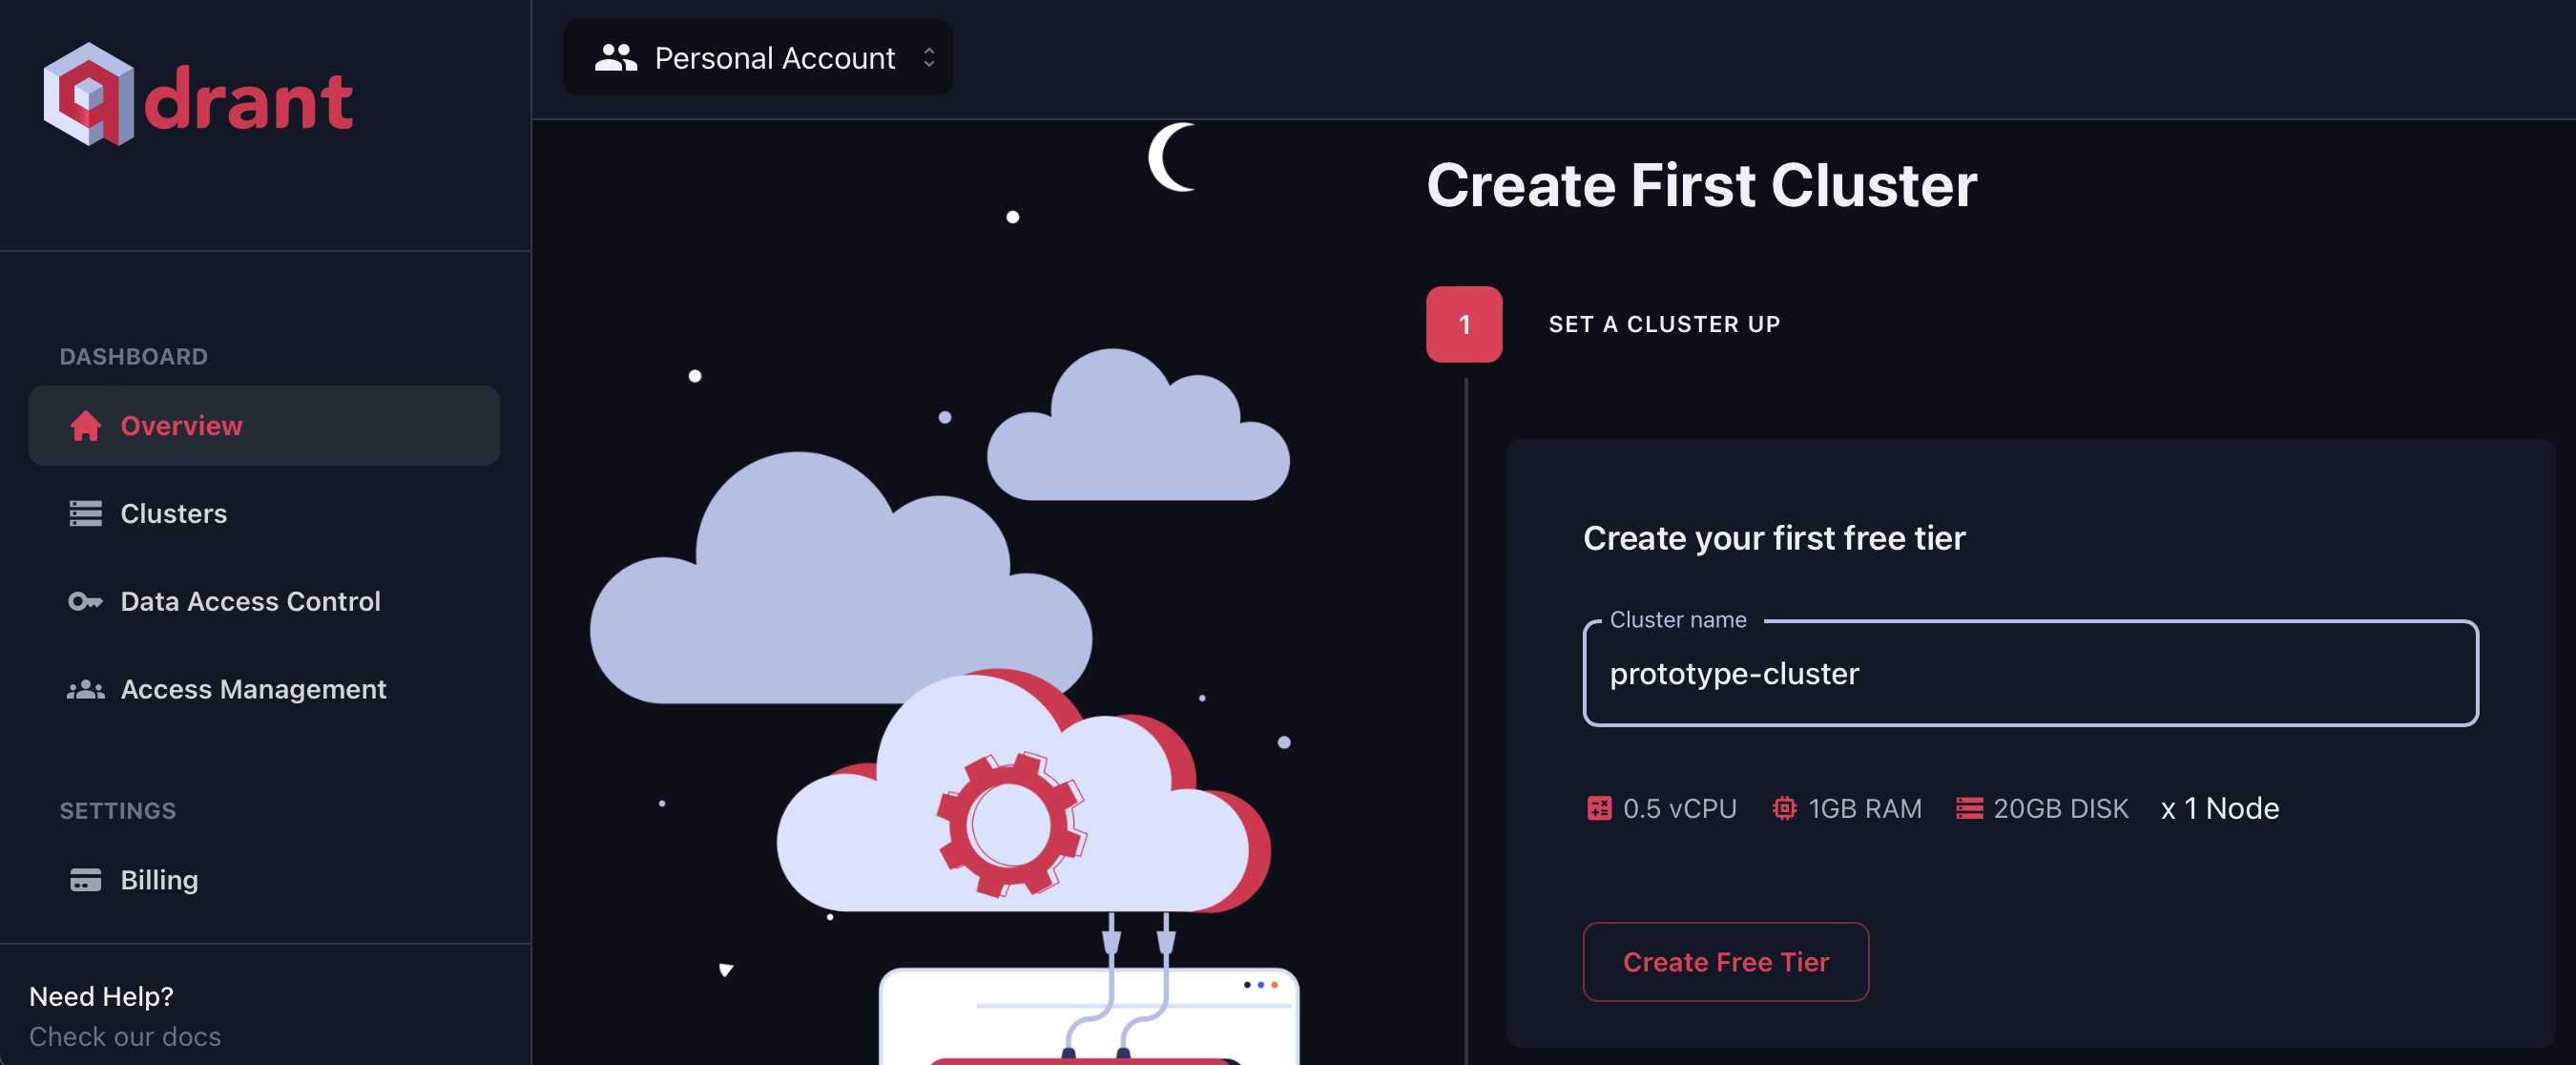 qdrant
DASHBOARD
Overview
Clusters
Data Access Control
Access Management
SETTINGS
Billing
Need Help?
Check our docs
Personal Account
Create First Cluster
1
SET A CLUSTER UP
Create your first free tier
Cluster name
prototype-cluster
0.5 vCPU 1GB RAM 20GB DISK x 1 Node
Create Free Tier